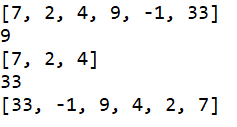 [7, 2, 4, 9, -1, 33]
9
[7, 2, 4]
33
[33, -1, 9, 4, 2, 7]